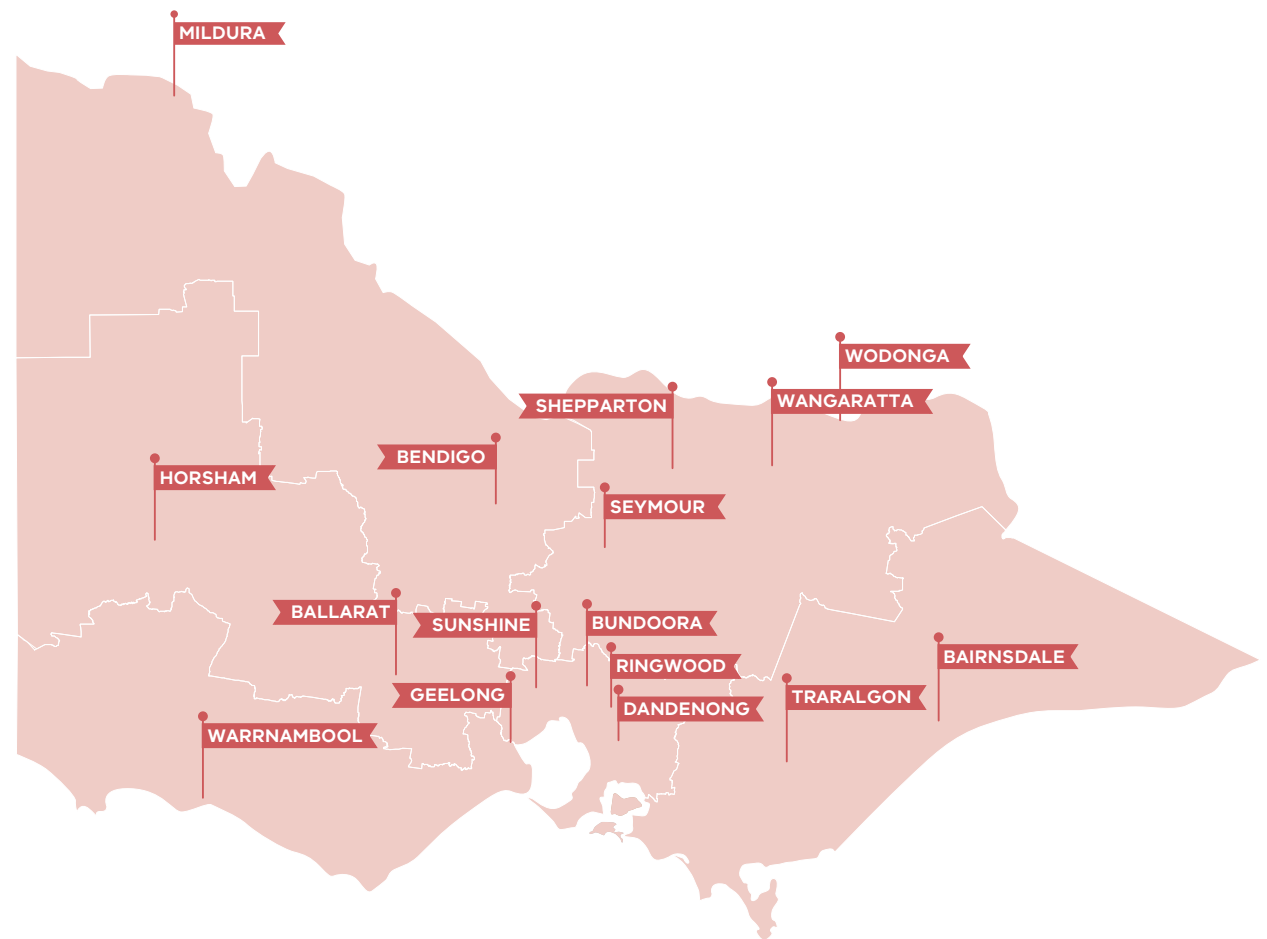 MILDURA
WODONGA
WANGARATTA
SHEPPARTON
BENDIGO
HORSHAM
SEYMOUR
BALLARAT
SUNSHINE
BUNDOORA
BAIRNSDALE
RINGWOOD
GEELONG
TRARALGON
DANDENONG
WARRNAMBOOL